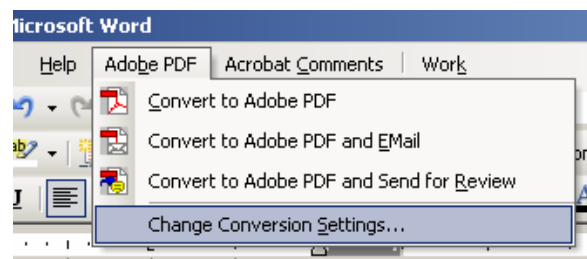 Microsoft Word
Help Adobe PDF Acrobat Comments Work
Convert to Adobe PDF
Convert to Adobe PDF and EMail
Convert to Adobe PDF and Send for Review
Change Conversion Settings...